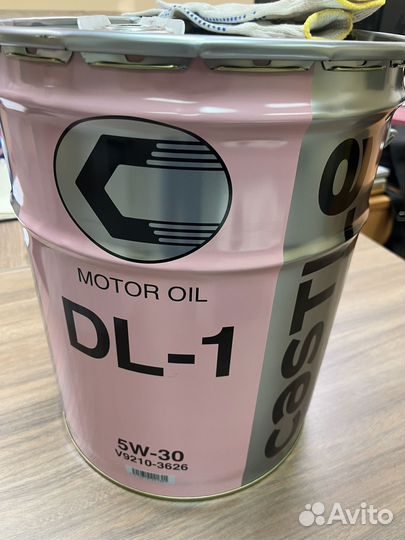 MOTOR OIL
DL-1
5W-30
V9210-3626
caSTLe
Avito